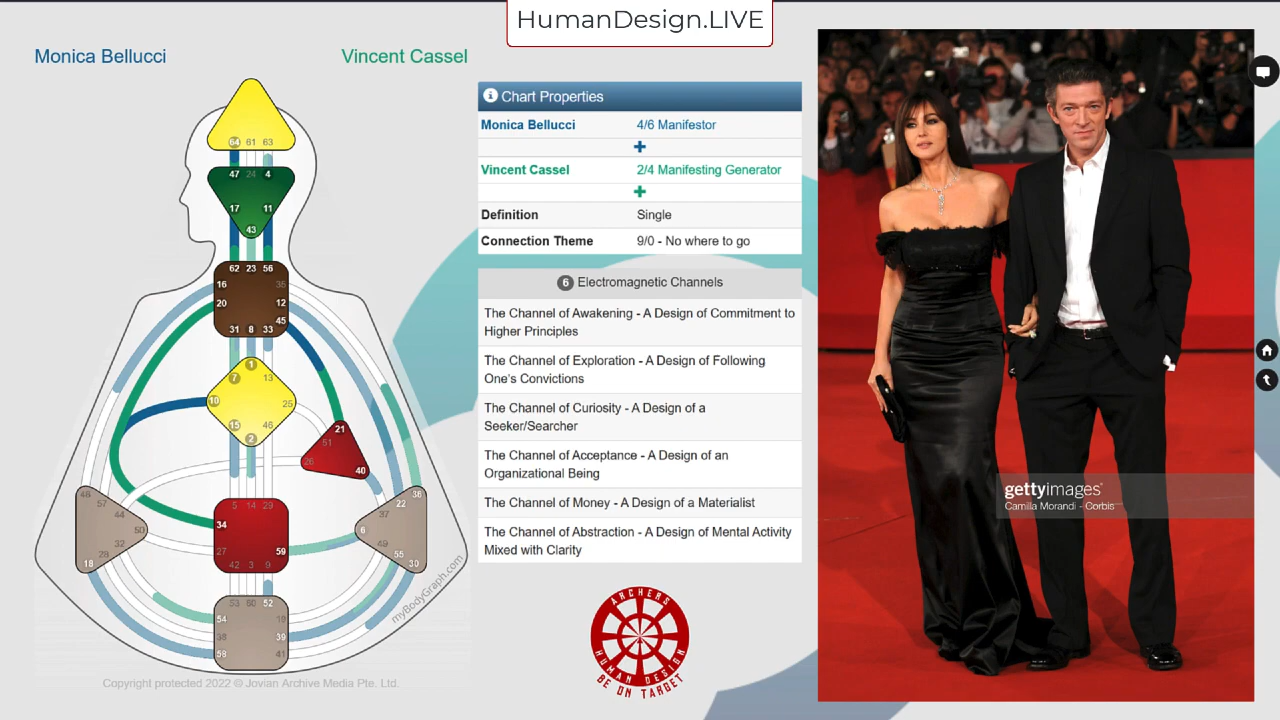 HumanDesign.LIVE
Monica Bellucci
Vincent Cassel
64 61 63
47 24 4
17 11
43
62 23 56
16 35
20 12
45
31 8 33
1
7 13
10 25
15 46
2
21
51
26 40
48
57
44
50
32
28
18
5 14 29
34
27 59
42 3 9
36
22
37
6
49
55
30
53 60 52
54 19
38 39
58 41
myBodyGraph.com
Copyright protected 2022 © Jovian Archive Media Pte. Ltd.
Chart Properties
Monica Bellucci 4/6 Manifestor
+
Vincent Cassel 2/4 Manifesting Generator
+
Definition Single
Connection Theme 9/0 - No where to go
6 Electromagnetic Channels
The Channel of Awakening - A Design of Commitment to
Higher Principles
The Channel of Exploration - A Design of Following
One's Convictions
The Channel of Curiosity - A Design of a
Seeker/Searcher
The Channel of Acceptance - A Design of an
Organizational Being
The Channel of Money - A Design of a Materialist
The Channel of Abstraction - A Design of Mental Activity
Mixed with Clarity
ARCHERS
HUMAN DESIGN
BE ON TARGET
gettyimages
Camilla Morandi - Corbis